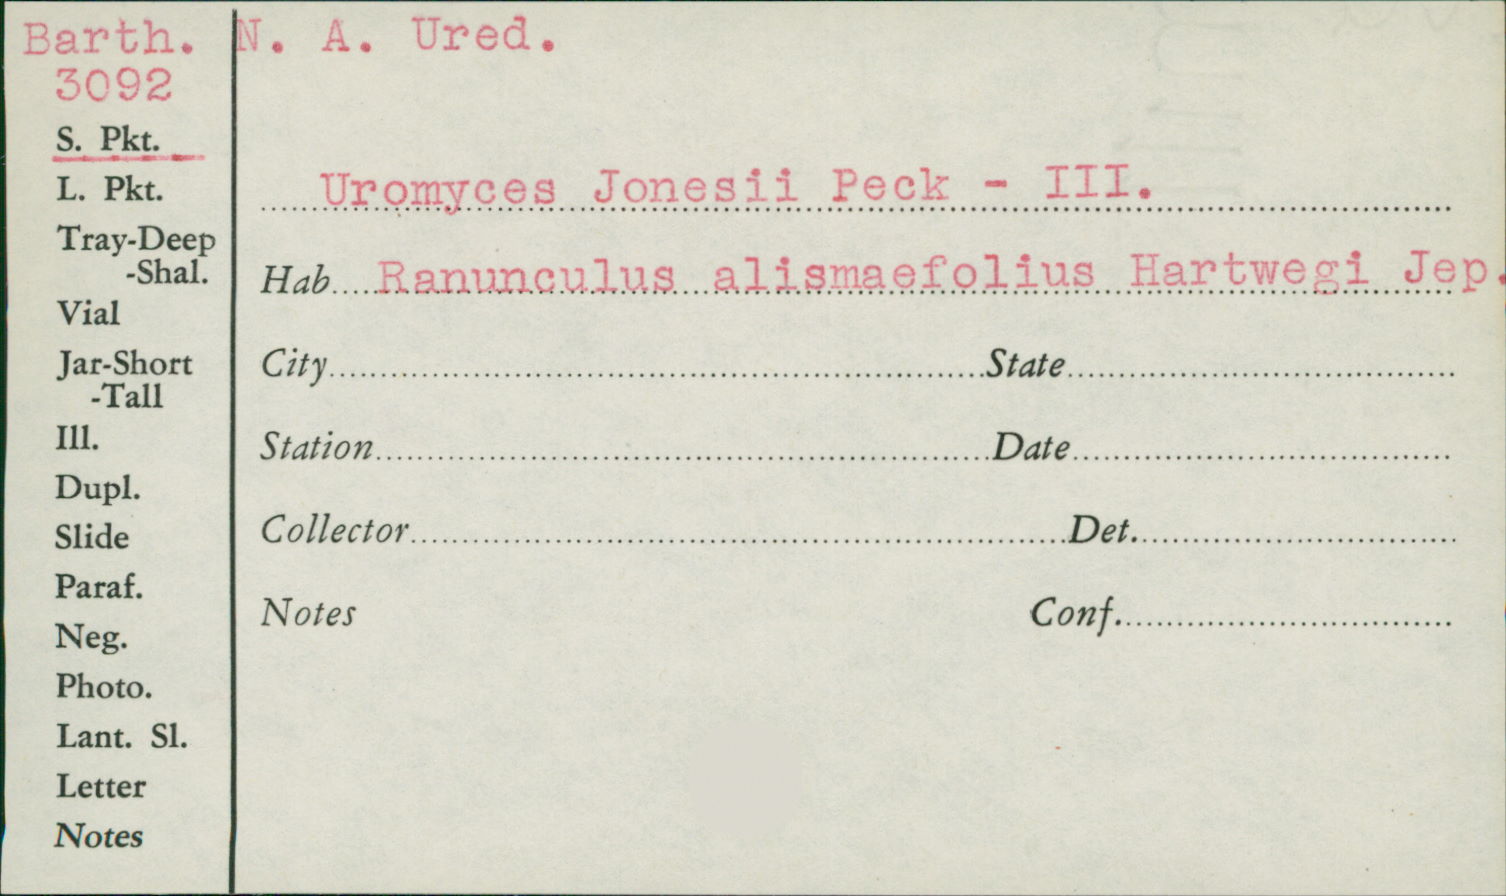 Barth. N. A. Ured.
3092
S. Pkt.
L. Pkt.
Tray-Deep
-Shal.
Vial
Jar-Short
-Tall
Ill.
Dupl.
Slide
Paraf.
Neg.
Photo.
Lant. Sl.
Letter
Notes
Uromyces Jonesii Peck - III.
Hab. Ranunculus alismaefolius Hartwegi Jep.
City State
Station Date
Collector Det.
Notes Conf.